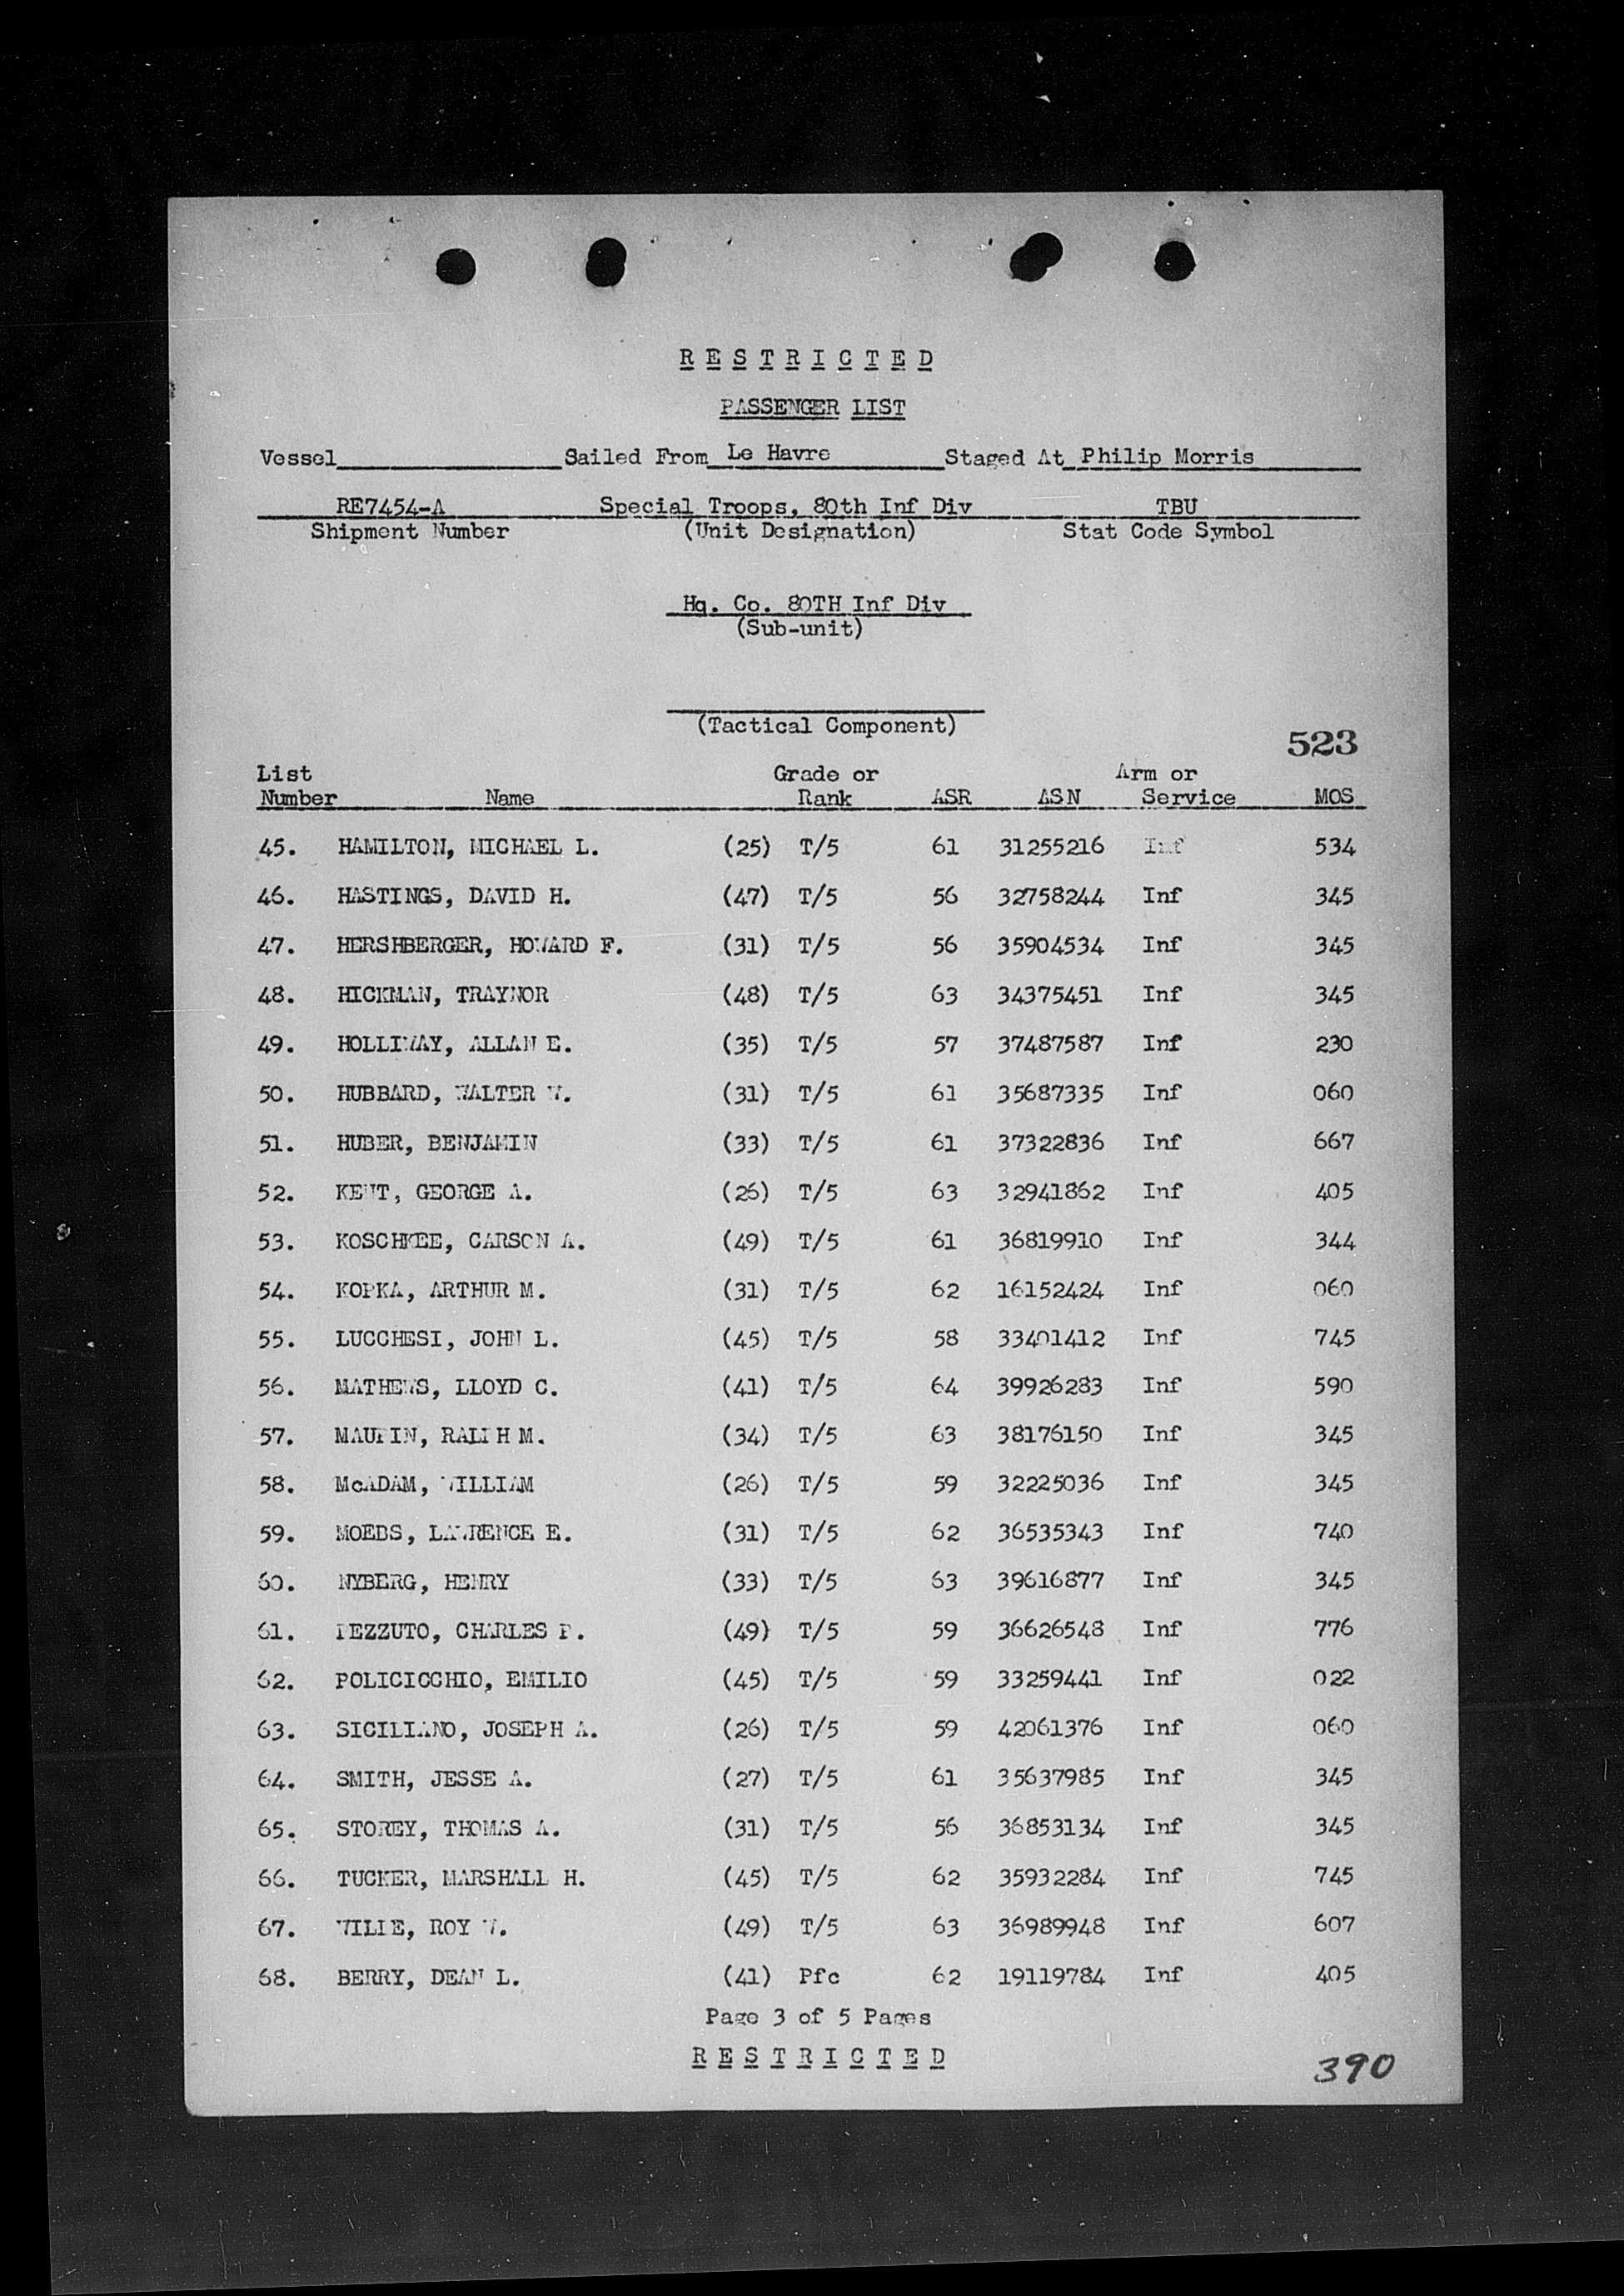 RESTRICTED
PASSENGER LIST
Vessel Sailed From Le Havre Staged At Philip Morris
RE7454-A Special Troops, 80th Inf Div TBU
Shipment Number (Unit Designation) Stat Code Symbol
Hq. Co. 80TH Inf Div
(Sub-unit)
(Tactical Component)
523
List Grade or Arm or
Number Name Rank ASR ASN Service MOS
45. HAMILTON, MICHAEL L. (25) T/5 61 31255216 Inf 534
46. HASTINGS, DAVID H. (47) T/5 56 32758244 Inf 345
47. HERSHBERGER, HOWARD F. (31) T/5 56 35904534 Inf 345
48. HICKMAN, TRAYNOR (48) T/5 63 34375451 Inf 345
49. HOLLIWAY, ALLAN E. (35) T/5 57 37487587 Inf 230
50. HUBBARD, WALTER W. (31) T/5 61 35687335 Inf 060
51. HUBER, BENJAMIN (33) T/5 61 37322836 Inf 667
52. KENT, GEORGE A. (26) T/5 63 32941862 Inf 405
53. KOSCHKEE, CARSON A. (49) T/5 61 36819910 Inf 344
54. KOPKA, ARTHUR M. (31) T/5 62 16152424 Inf 060
55. LUCCHESI, JOHN L. (45) T/5 58 33401412 Inf 745
56. MATHEWS, LLOYD C. (41) T/5 64 39926283 Inf 590
57. MAUPIN, RALPH M. (34) T/5 63 38176150 Inf 345
58. McADAM, WILLIAM (26) T/5 59 32225036 Inf 345
59. MOEBS, LAWRENCE E. (31) T/5 62 36535343 Inf 740
60. NYBERG, HENRY (33) T/5 63 39616877 Inf 345
61. PEZZUTO, CHARLES P. (49) T/5 59 36626548 Inf 776
62. POLICICCHIO, EMILIO (45) T/5 59 33259441 Inf 022
63. SICILIANO, JOSEPH A. (26) T/5 59 42061376 Inf 060
64. SMITH, JESSE A. (27) T/5 61 35637985 Inf 345
65. STOREY, THOMAS A. (31) T/5 56 36853134 Inf 345
66. TUCKER, MARSHALL H. (45) T/5 62 35932284 Inf 745
67. WILIE, ROY W. (49) T/5 63 36989948 Inf 607
68. BERRY, DEAN L. (41) Pfc 62 19119784 Inf 405
Page 3 of 5 Pages
RESTRICTED
390